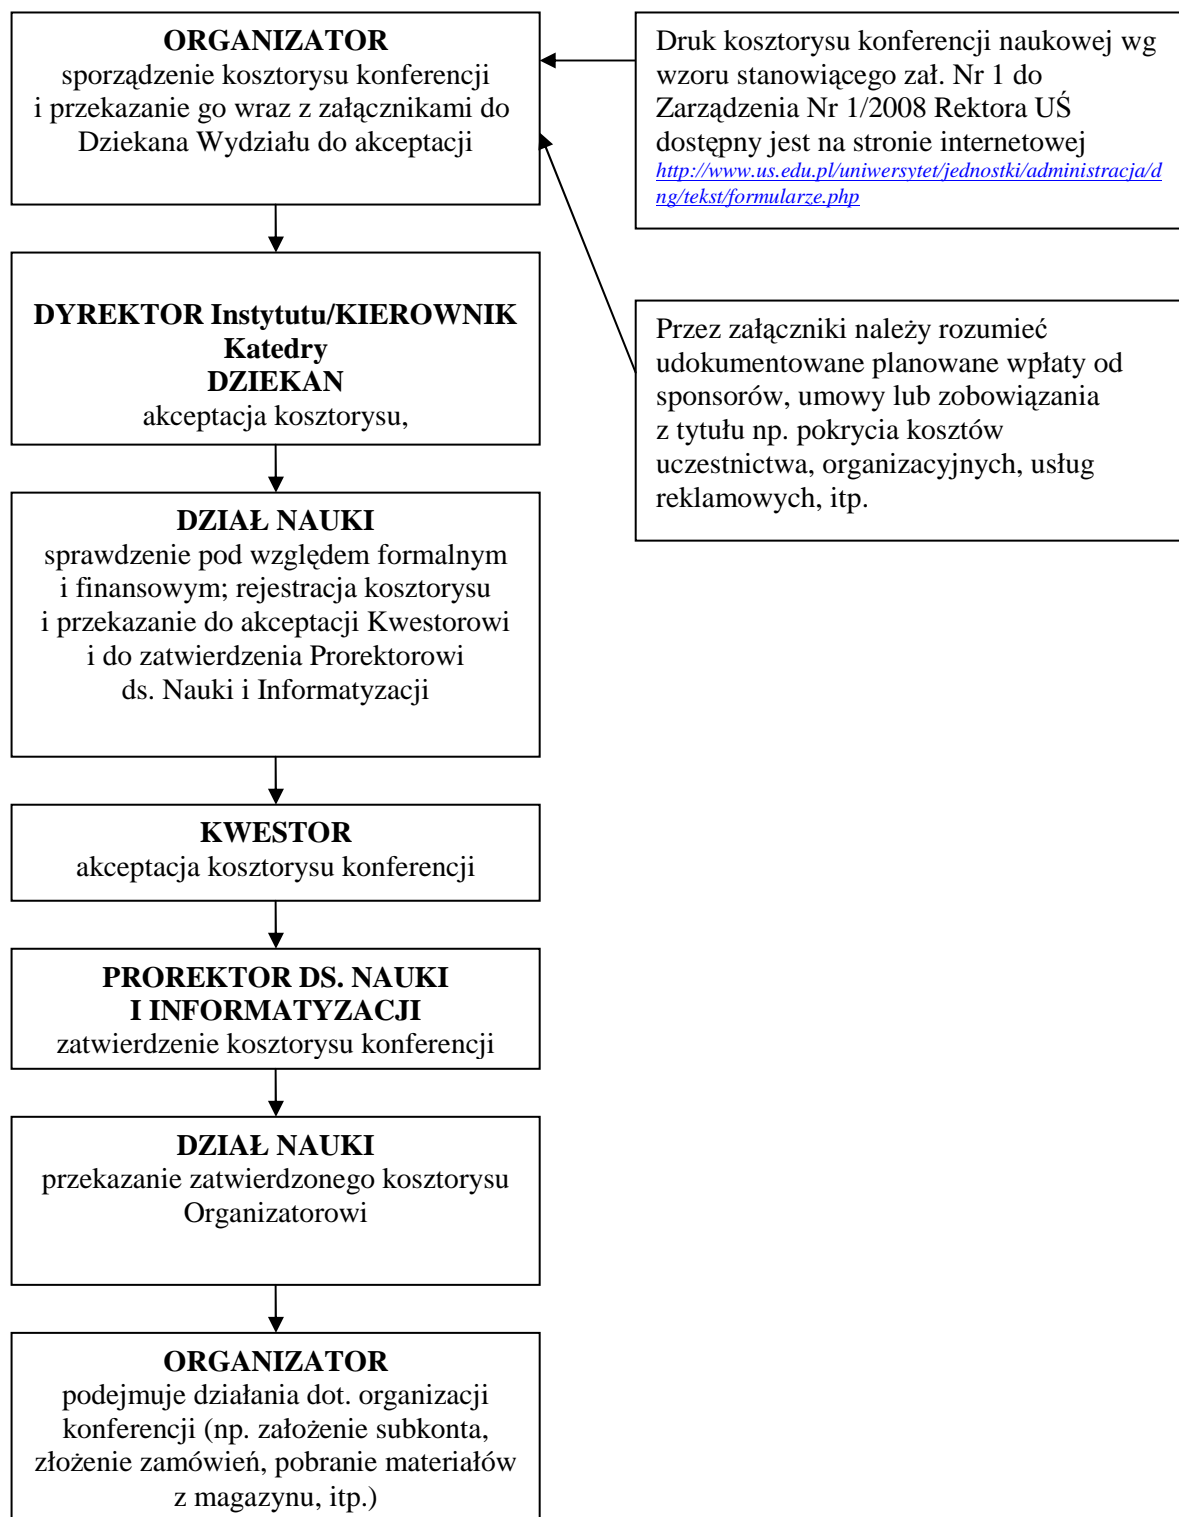 ORGANIZATOR
sporządzenie kosztorysu konferencji
i przekazanie go wraz z załącznikami do
Dziekana Wydziału do akceptacji
Druk kosztorysu konferencji naukowej wg
wzoru stanowiącego zał. Nr 1 do
Zarządzenia Nr 1/2008 Rektora UŚ
dostępny jest na stronie internetowej
http://www.us.edu.pl/uniwersytet/jednostki/administracja/d
ng/tekst/formularze.php
DYREKTOR Instytutu/KIEROWNIK
Katedry
DZIEKAN
akceptacja kosztorysu,
Przez załączniki należy rozumieć
udokumentowane planowane wpłaty od
sponsorów, umowy lub zobowiązania
z tytułu np. pokrycia kosztów
uczestnictwa, organizacyjnych, usług
reklamowych, itp.
DZIAŁ NAUKI
sprawdzenie pod względem formalnym
i finansowym; rejestracja kosztorysu
i przekazanie do akceptacji Kwestorowi
i do zatwierdzenia Prorektorowi
ds. Nauki i Informatyzacji
KWESTOR
akceptacja kosztorysu konferencji
PROREKTOR DS. NAUKI
I INFORMATYZACJI
zatwierdzenie kosztorysu konferencji
DZIAŁ NAUKI
przekazanie zatwierdzonego kosztorysu
Organizatorowi
ORGANIZATOR
podejmuje działania dot. organizacji
konferencji (np. założenie subkonta,
złożenie zamówień, pobranie materiałów
z magazynu, itp.)